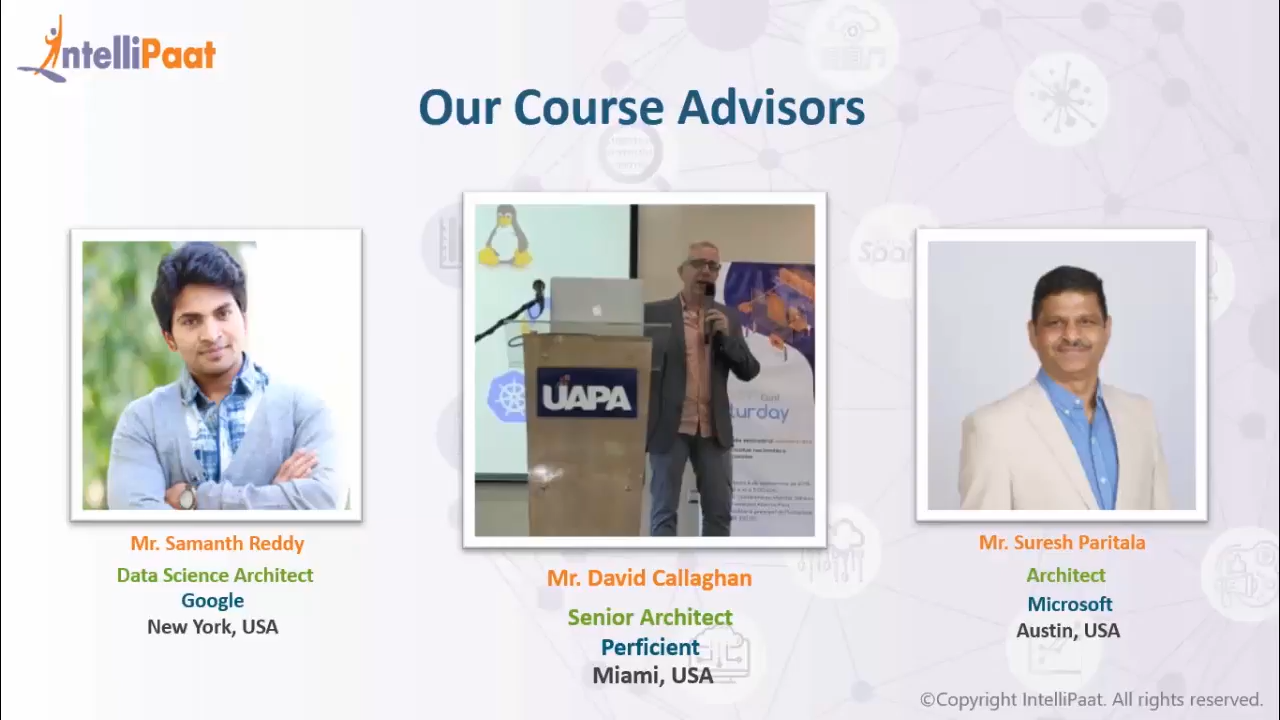 IntelliPaat
Our Course Advisors
UAPA
Mr. Samanth Reddy
Data Science Architect
Google
New York, USA
Mr. David Callaghan
Senior Architect
Perficient
Miami, USA
Mr. Suresh Paritala
Architect
Microsoft
Austin, USA
©Copyright IntelliPaat. All rights reserved.